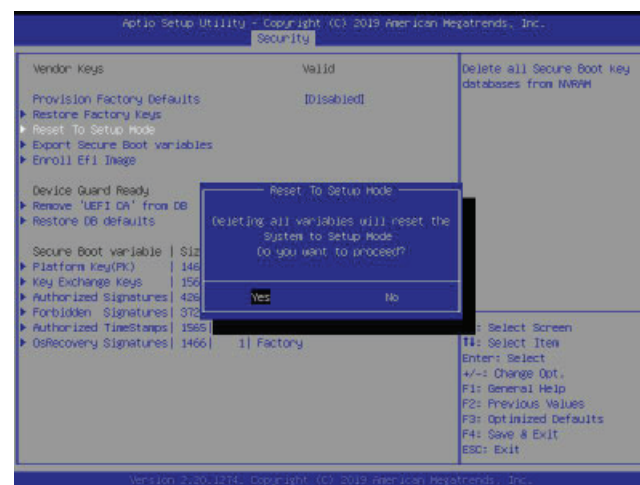 Aptio Setup Utility - Copyright (C) 2019 American Megatrends, Inc.
Security
Vendor Keys Valid
Provision Factory Defaults [Disabled]
Restore Factory Keys
Reset To Setup Mode
Export Secure Boot variables
Enroll Efi Image
Device Guard Ready
Remove 'UEFI CA' from DB
Restore DB defaults
Secure Boot variable | Siz
Platform Key(PK) | 146
Key Exchange Keys | 156
Authorized Signatures| 426
Forbidden Signatures| 372
Authorized TimeStamps| 1565|
OsRecovery Signatures| 1466| 1| Factory
Reset To Setup Mode
Deleting all variables will reset the
System to Setup Mode
Do you want to proceed?
Yes No
Delete all Secure Boot key
databases from NVRAM
: Select Screen
↑↓: Select Item
Enter: Select
+/-: Change Opt.
F1: General Help
F2: Previous Values
F3: Optimized Defaults
F4: Save & Exit
ESC: Exit
Version 2.20.1274. Copyright (C) 2019 American Megatrends, Inc.